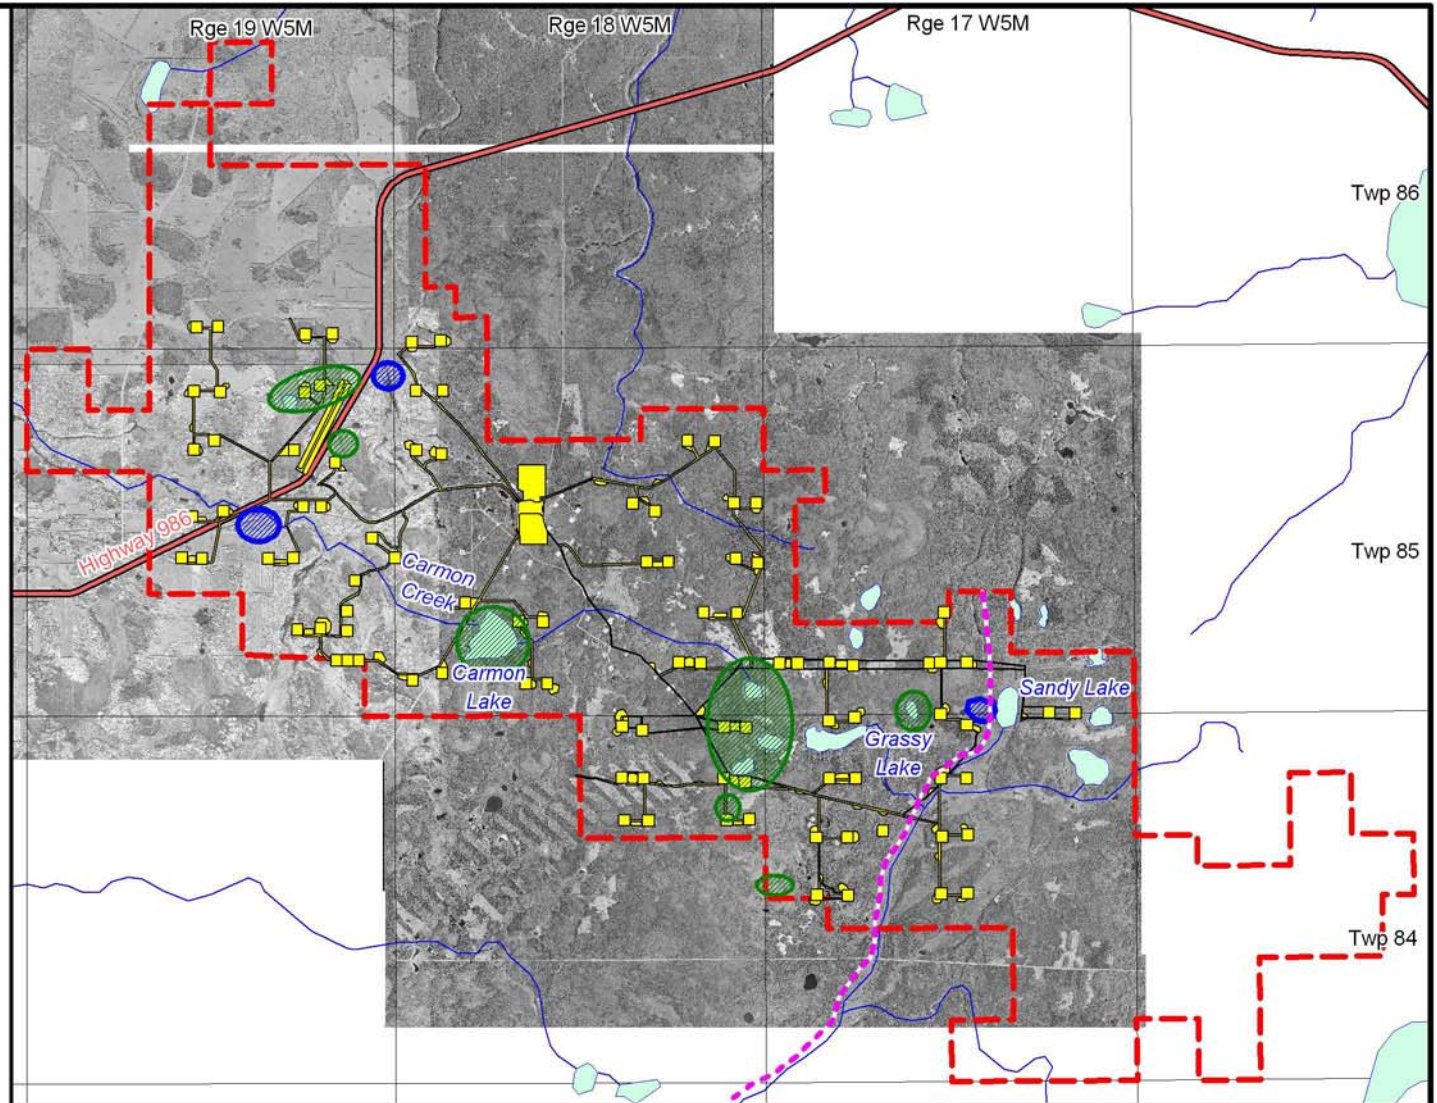 Rge 19 W5M
Rge 18 W5M
Rge 17 W5M
Twp 86
Highway 986
Twp 85
Carmon
Creek
Carmon
Lake
Sandy Lake
Grassy
Lake
Twp 84